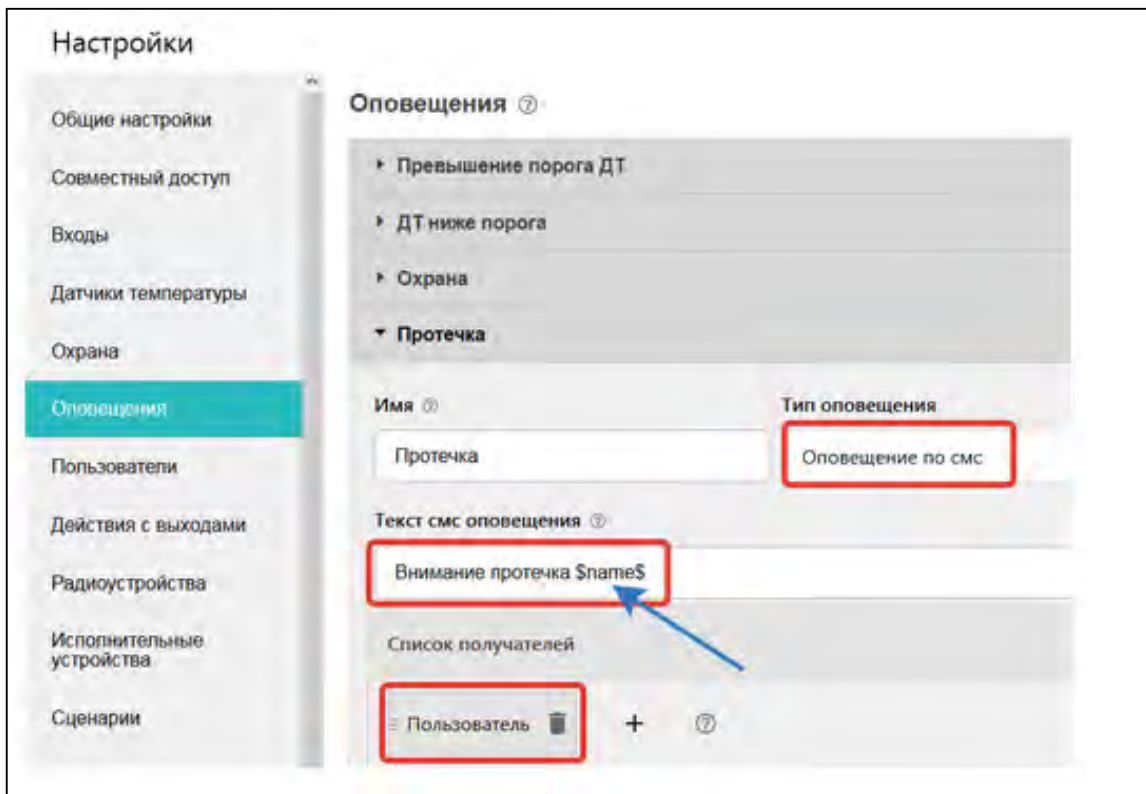 Настройки
Общие настройки
Совместный доступ
Входы
Датчики температуры
Охрана
Оповещения
Пользователи
Действия с выходами
Радиоустройства
Исполнительные
устройства
Сценарии
Оповещения ?
Превышение порога ДТ
ДТ ниже порога
Охрана
Протечка
Имя ?
Тип оповещения
Протечка
Оповещение по смс
Текст смс оповещения ?
Внимание протечка $name$
Список получателей
Пользователь + ?